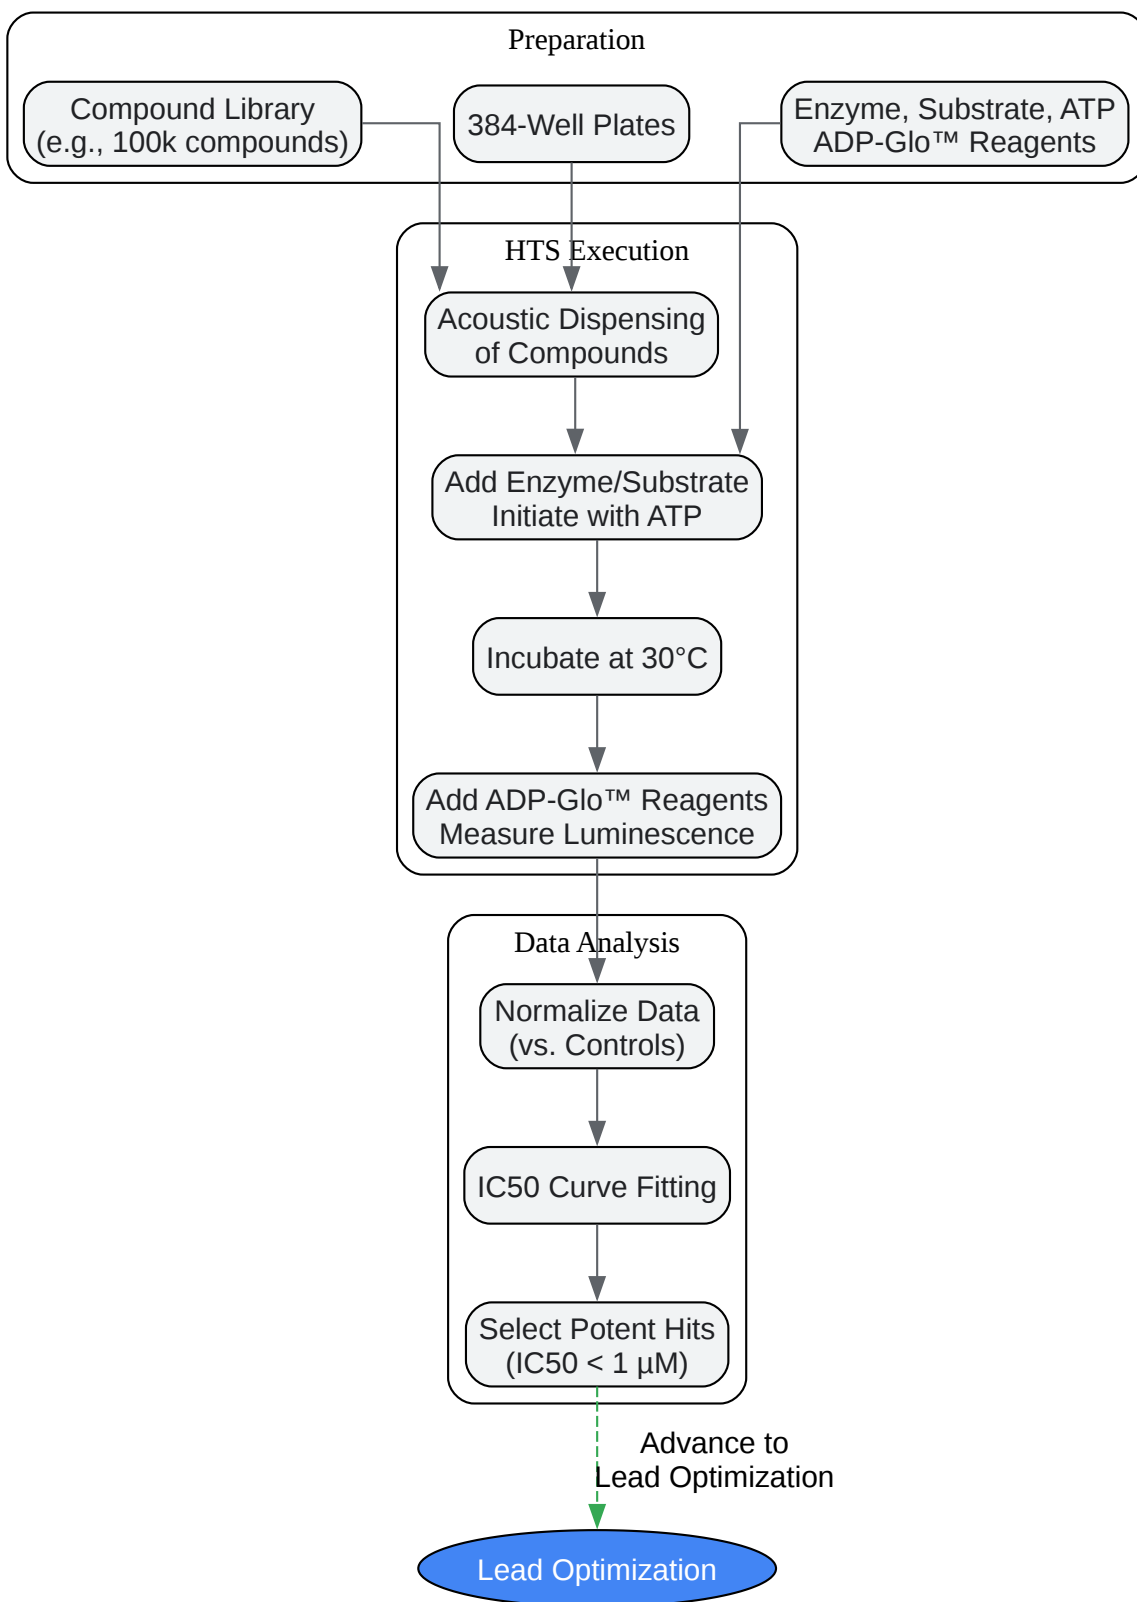 Preparation
Compound Library
(e.g., 100k compounds)
384-Well Plates
Enzyme, Substrate, ATP
ADP-Glo™ Reagents
HTS Execution
Acoustic Dispensing
of Compounds
Add Enzyme/Substrate
Initiate with ATP
Incubate at 30°C
Add ADP-Glo™ Reagents
Measure Luminescence
Data Analysis
Normalize Data
(vs. Controls)
IC50 Curve Fitting
Select Potent Hits
(IC50 < 1 µM)
Advance to
Lead Optimization
Lead Optimization